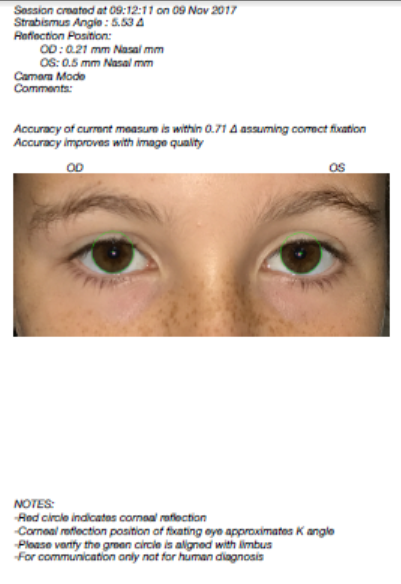 Session created at 09:12:11 on 09 Nov 2017
Strabismus Angle : 5.53 Δ
Reflection Position:
OD : 0.21 mm Nasal mm
OS: 0.5 mm Nasal mm
Camera Mode
Comments:
Accuracy of current measure is within 0.71 Δ assuming correct fixation
Accuracy improves with image quality
OD OS
NOTES:
-Red circle indicates corneal reflection
-Corneal reflection position of fixating eye approximates K angle
-Please verify the green circle is aligned with limbus
-For communication only not for human diagnosis